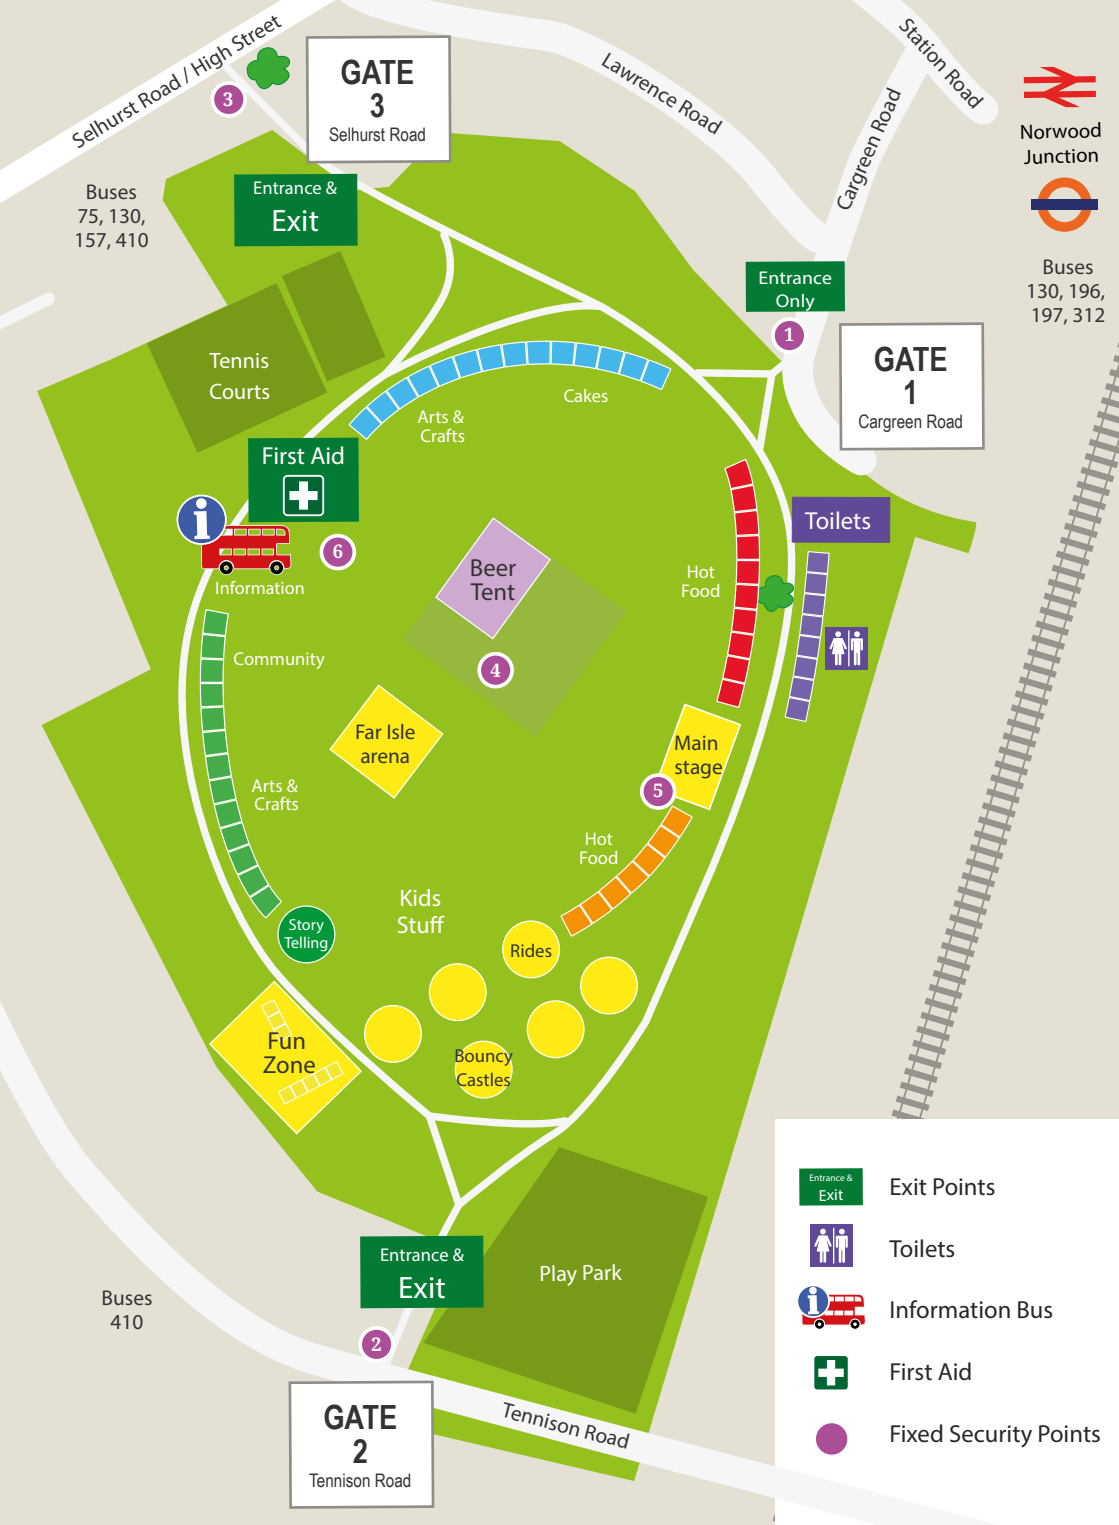 Selhurst Road / High Street
3
GATE
3
Selhurst Road
Lawrence Road
Station Road
Cargreen Road
Norwood
Junction
Buses
130, 196,
197, 312
Buses
75, 130,
157, 410
Entrance &
Exit
Entrance
Only
1
GATE
1
Cargreen Road
Tennis
Courts
Cakes
Arts &
Crafts
First Aid
i
6
Information
Beer
Tent
4
Hot
Food
Toilets
Community
Far Isle
arena
Main
stage
5
Arts &
Crafts
Hot
Food
Kids
Stuff
Story
Telling
Rides
Fun
Zone
Bouncy
Castles
Entrance &
Exit
Play Park
Buses
410
2
GATE
2
Tennison Road
Tennison Road
Entrance &
Exit
Exit Points
Toilets
i
Information Bus
First Aid
Fixed Security Points